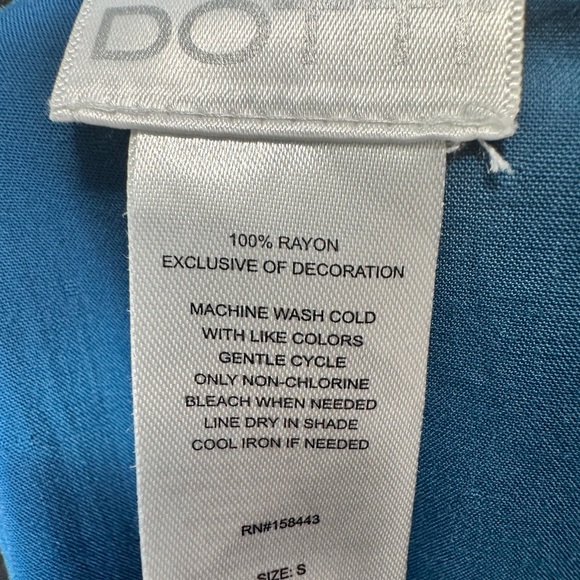 DOTTI
100% RAYON
EXCLUSIVE OF DECORATION
MACHINE WASH COLD
WITH LIKE COLORS
GENTLE CYCLE
ONLY NON-CHLORINE
BLEACH WHEN NEEDED
LINE DRY IN SHADE
COOL IRON IF NEEDED
RN#158443
SIZE: S